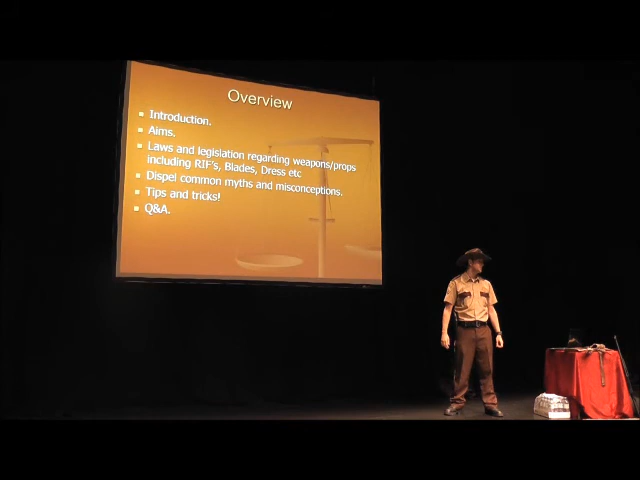 Overview
Introduction.
Aims.
Laws and legislation regarding weapons/props
including RIF's, Blades, Dress etc
Dispel common myths and misconceptions.
Tips and tricks!
Q&A.